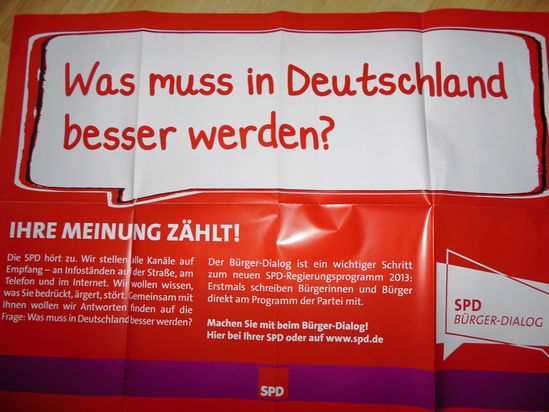 Was muss in Deutschland
besser werden?
IHRE MEINUNG ZÄHLT!
Die SPD hört zu. Wir stellen alle Kanäle auf
Empfang – an Infoständen auf der Straße, am
Telefon und im Internet. Wir wollen wissen,
was Sie bedrückt, ärgert, stört. Gemeinsam mit
Ihnen wollen wir Antworten finden auf die
Frage: Was muss in Deutschland besser werden?
Der Bürger-Dialog ist ein wichtiger Schritt
zum neuen SPD-Regierungsprogramm 2013;
Erstmals schreiben Bürgerinnen und Bürger
direkt am Programm der Partei mit.
Machen Sie mit beim Bürger-Dialog!
Hier bei Ihrer SPD oder auf www.spd.de
SPD
BÜRGER-DIALOG
SPD